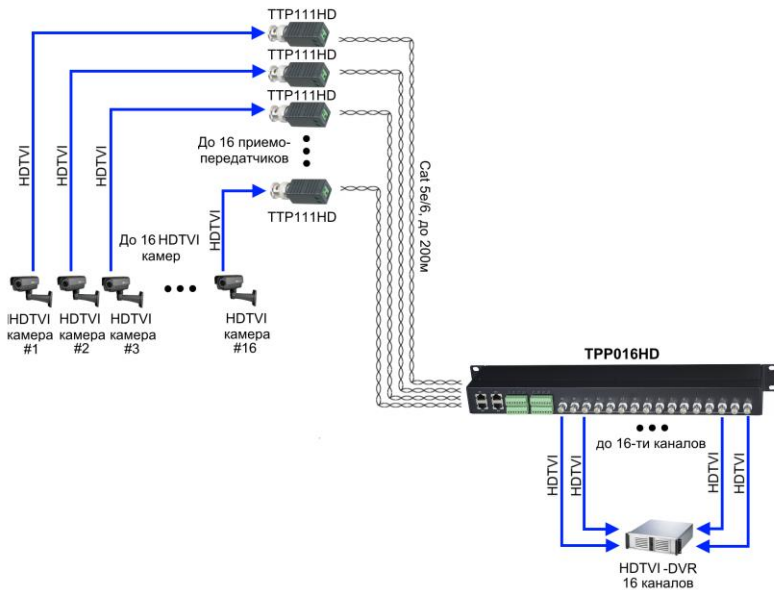 TTP111HD
TTP111HD
TTP111HD
До 16 приемо-
передатчиков
TTP111HD
HDTVI
HDTVI
HDTVI
HDTVI
До 16 HDTVI
камер
Cat 5e/6, до 200м
HDTVI
камера
#1
HDTVI
камера
#2
HDTVI
камера
#3
HDTVI
камера
#16
TPP016HD
до 16-ти каналов
HDTVI
HDTVI
HDTVI
HDTVI
HDTVI -DVR
16 каналов